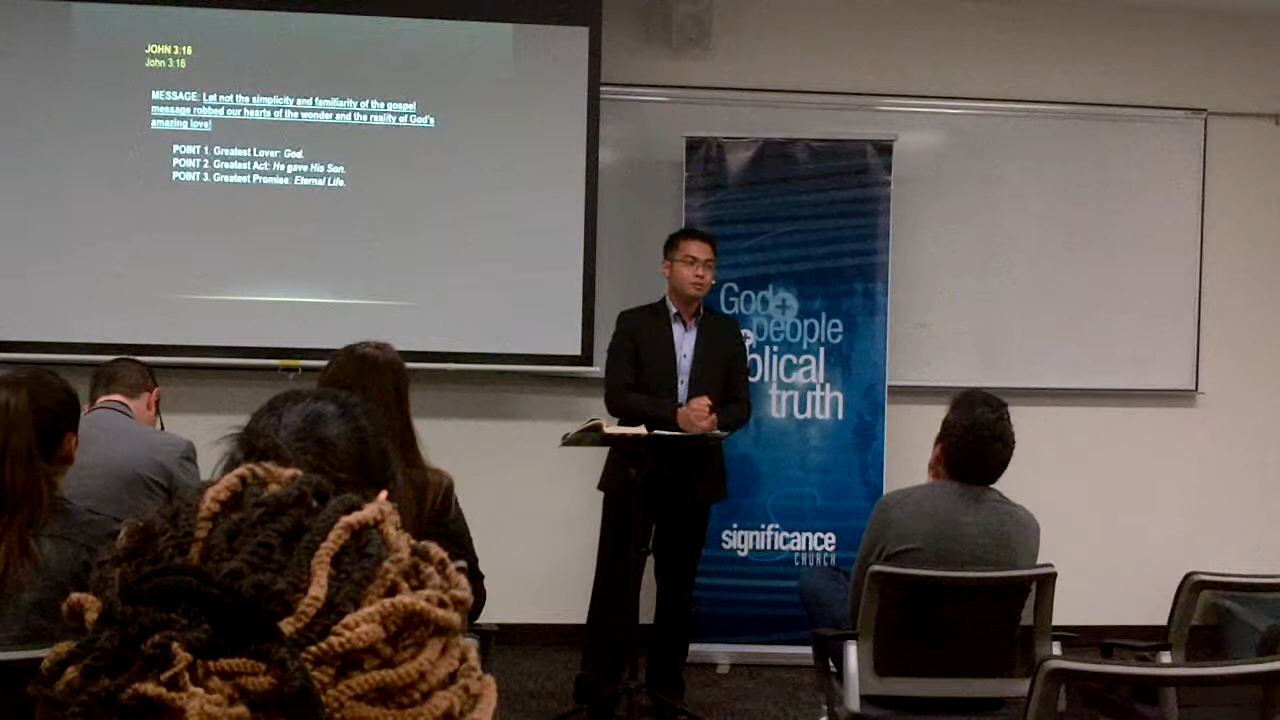 JOHN 3:16
John 3:16
MESSAGE: Let not the simplicity and familiarity of the gospel
message robbed our hearts of the wonder and the reality of God's
amazing love!
POINT 1. Greatest Lover: God.
POINT 2. Greatest Act: He gave His Son.
POINT 3. Greatest Promise: Eternal Life.
God+
people
+
blical
truth
significance
CHURCH